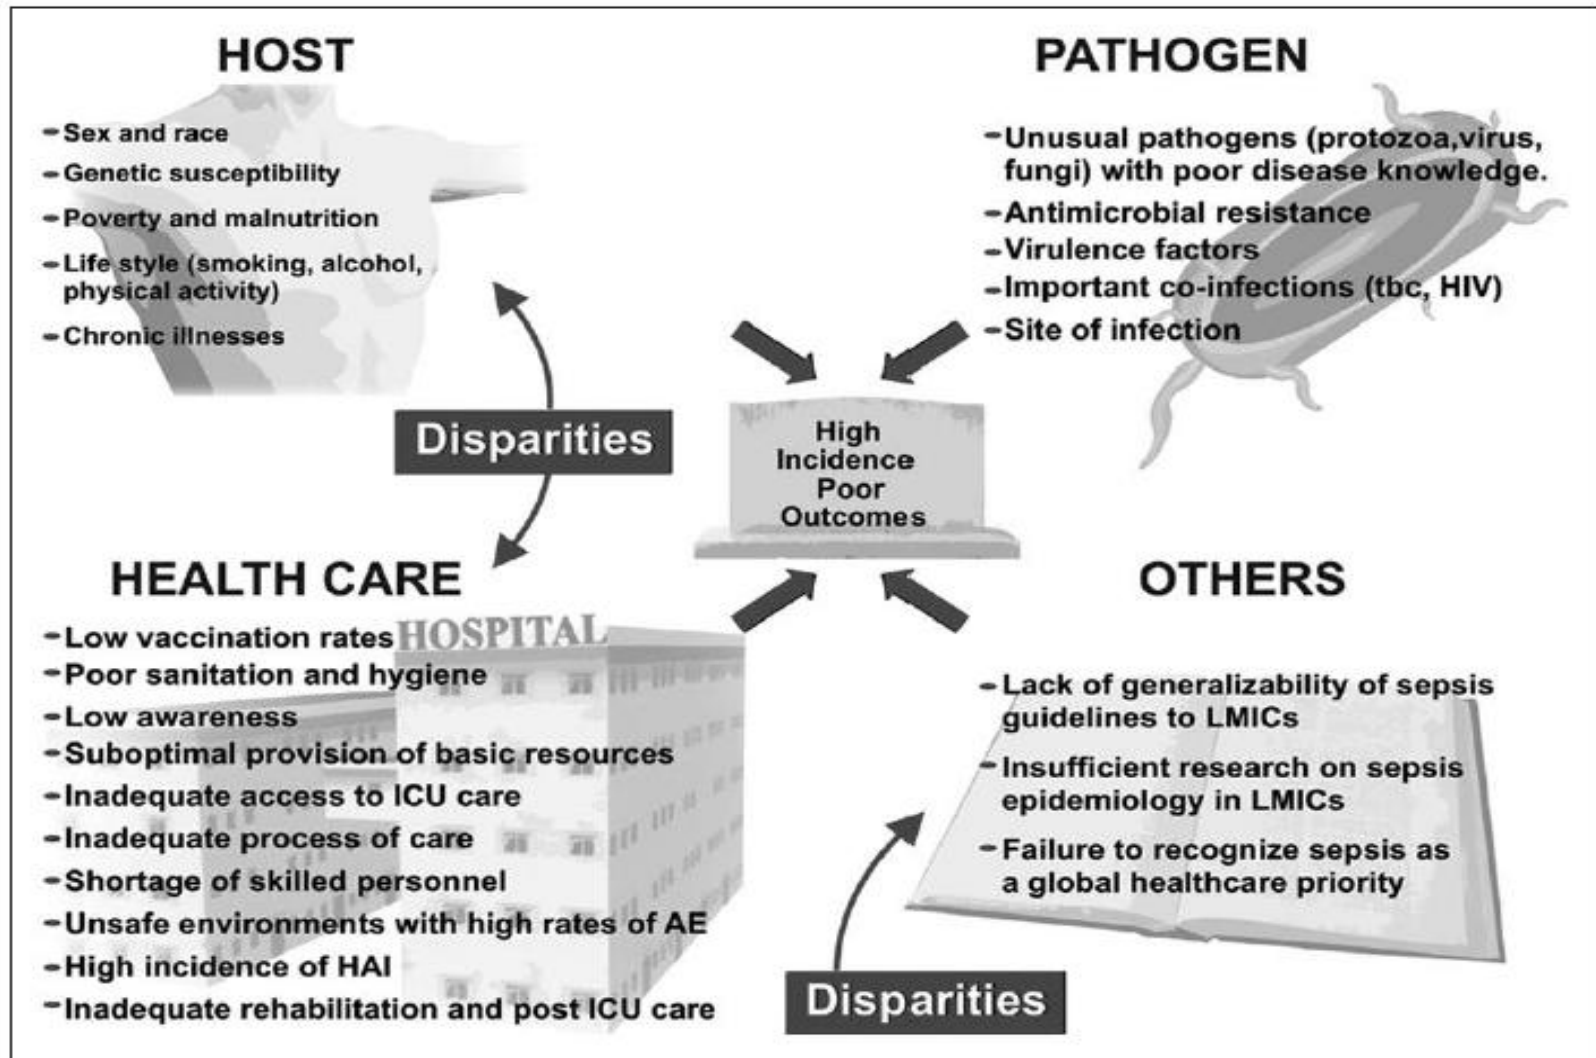 HOST
-Sex and race
-Genetic susceptibility
-Poverty and malnutrition
-Life style (smoking, alcohol,
physical activity)
-Chronic illnesses
PATHOGEN
-Unusual pathogens (protozoa,virus,
fungi) with poor disease knowledge.
-Antimicrobial resistance
-Virulence factors
-Important co-infections (tbc, HIV)
-Site of infection
Disparities
High
Incidence
Poor
Outcomes
HEALTH CARE
HOSPITAL
-Low vaccination rates
-Poor sanitation and hygiene
-Low awareness
-Suboptimal provision of basic resources
-Inadequate access to ICU care
-Inadequate process of care
-Shortage of skilled personnel
-Unsafe environments with high rates of AE
-High incidence of HAI
-Inadequate rehabilitation and post ICU care
OTHERS
-Lack of generalizability of sepsis
guidelines to LMICs
-Insufficient research on sepsis
epidemiology in LMICs
-Failure to recognize sepsis as
a global healthcare priority
Disparities